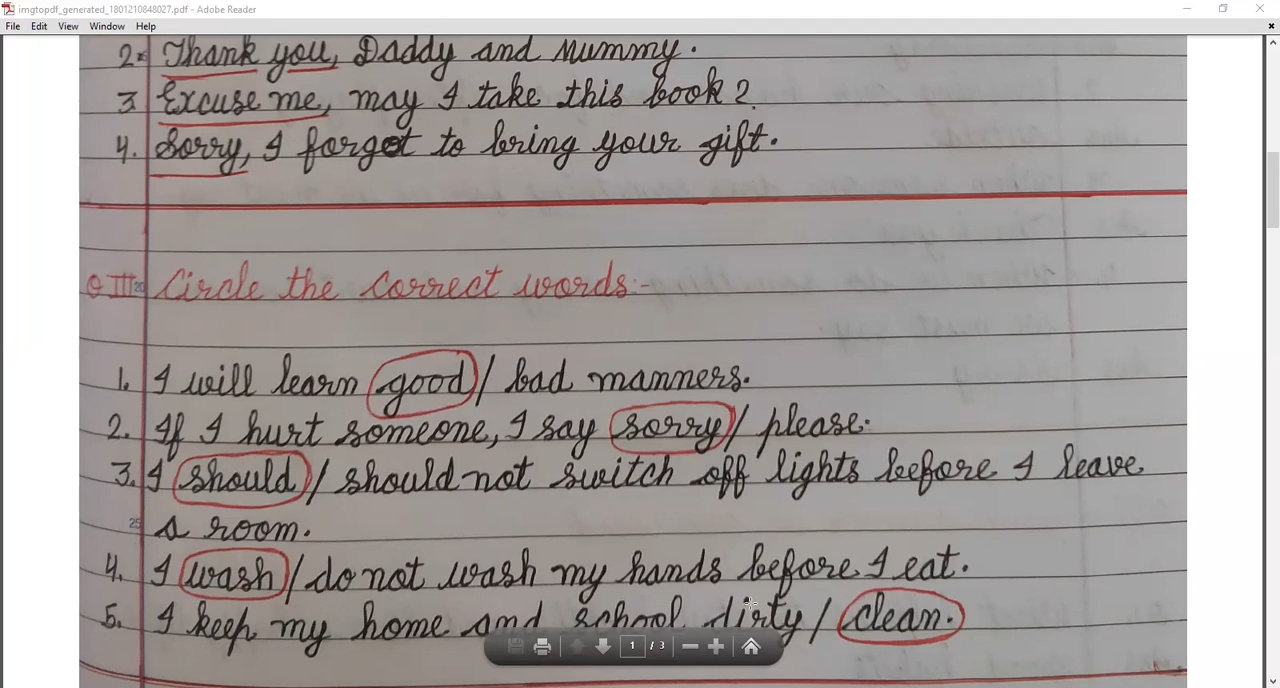 imgtopdf_generated_1801210848027.pdf - Adobe Reader
File Edit View Window Help
2. Thank you, Daddy and Mummy.
3. Excuse me, may I take this book?
4. Sorry, I forgot to bring your gift.
Q III Circle the correct words:-
1. I will learn good / bad manners.
2. If I hurt someone, I say sorry / please.
3. I should / should not switch off lights before I leave
25 a room.
4. I wash / do not wash my hands before I eat.
5. I keep my home and school dirty / clean.
1 / 3